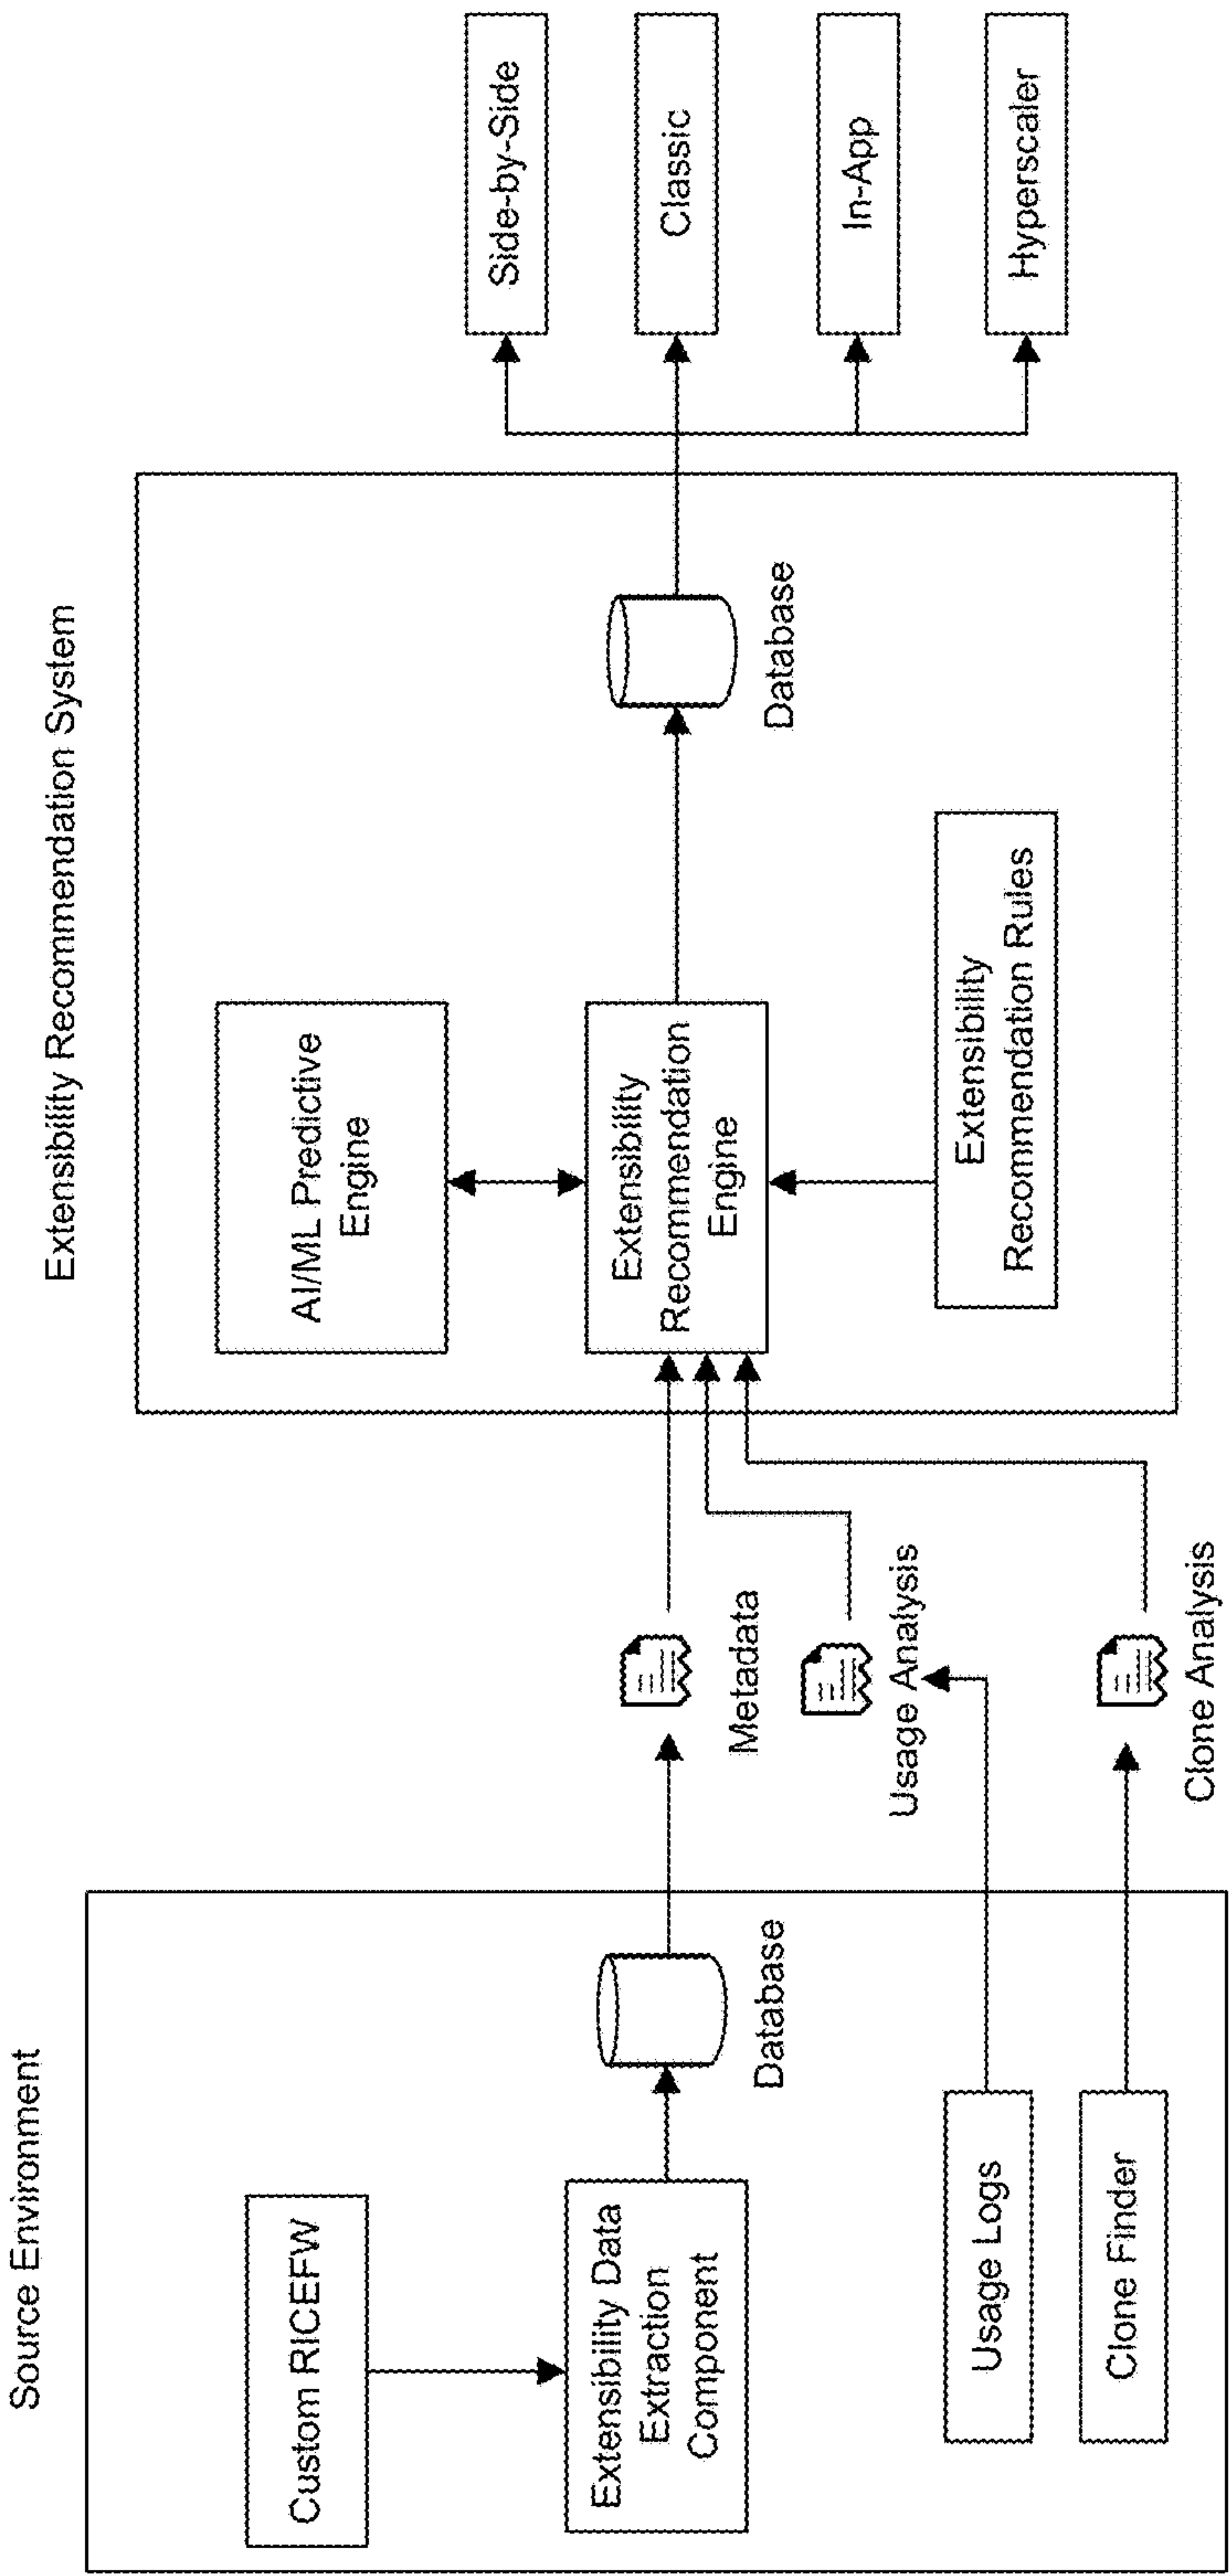 Source Environment
Custom RICEFW
Extensibility Data
Extraction
Component
Database
Usage Logs
Clone Finder
Metadata
Usage Analysis
Clone Analysis
Extensibility Recommendation System
AI/ML Predictive
Engine
Extensibility
Recommendation
Engine
Database
Extensibility
Recommendation Rules
Side-by-Side
Classic
In-App
Hyperscaler